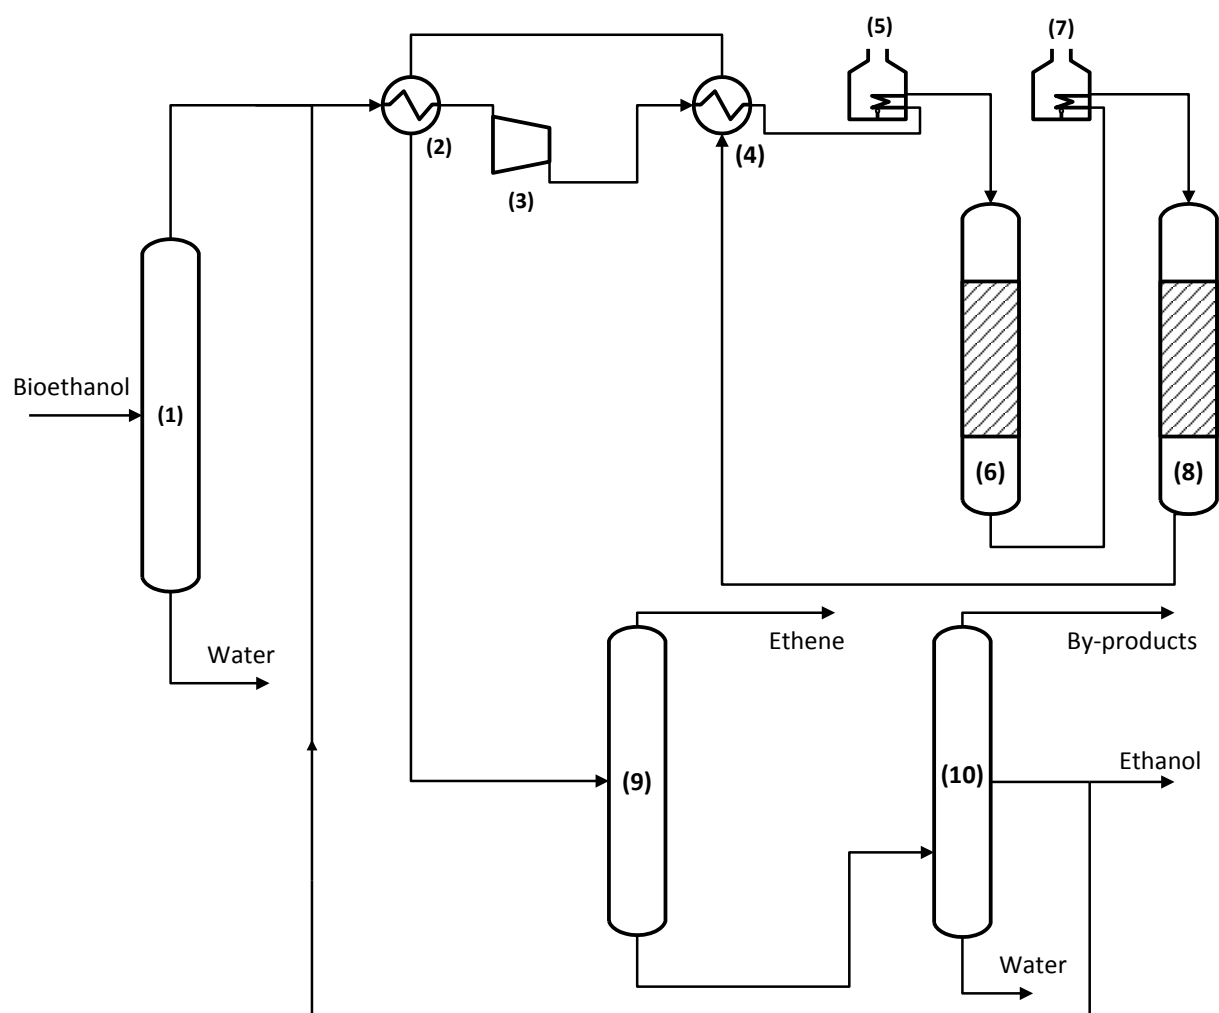 (5)
(7)
(2)
(4)
(3)
Bioethanol
(1)
(6)
(8)
Water
Ethene
By-products
(9)
(10)
Ethanol
Water